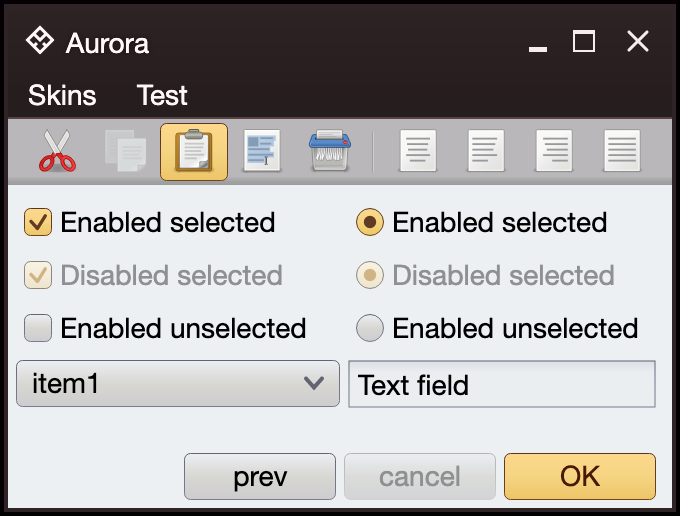 Aurora
Skins Test
Enabled selected Enabled selected
Disabled selected Disabled selected
Enabled unselected Enabled unselected
item1 Text field
prev cancel OK